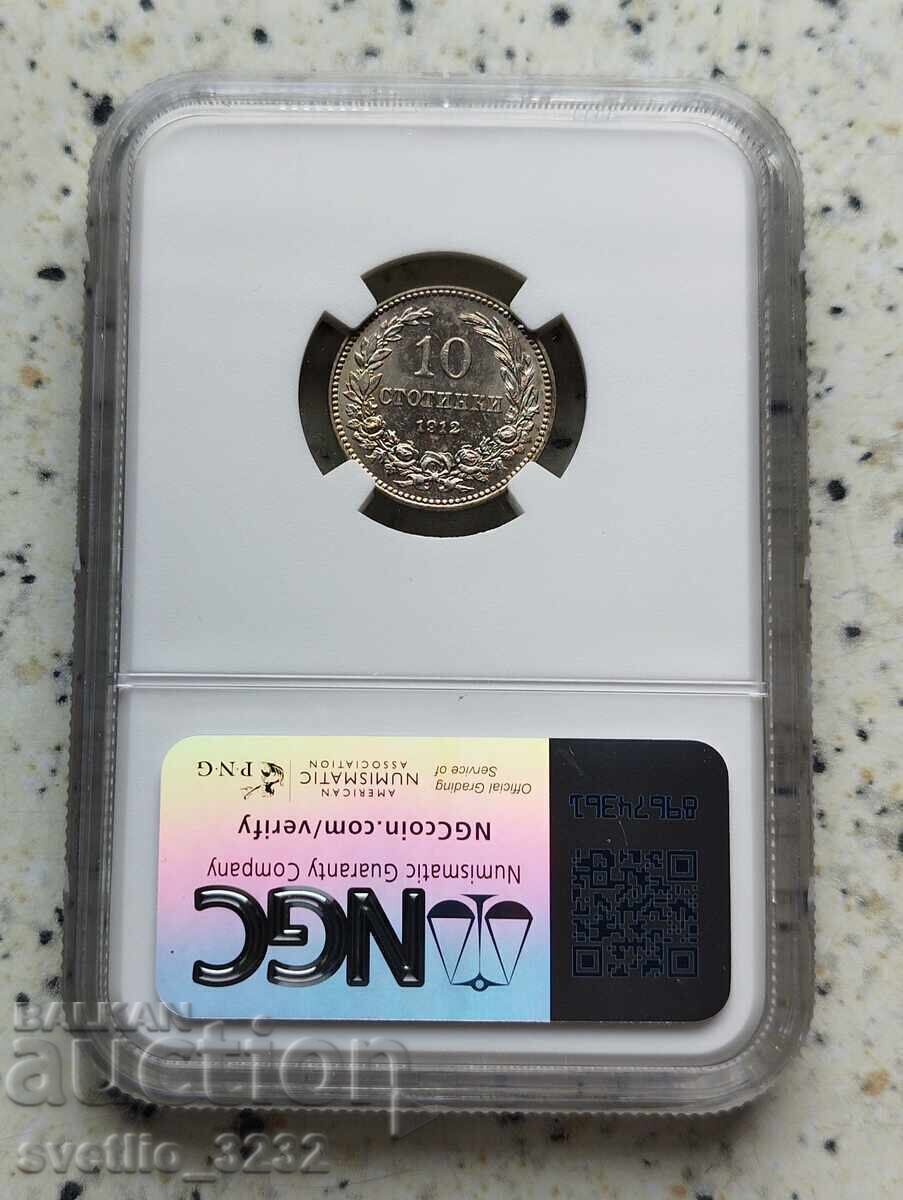 10
СТОТИНКИ
1912
NGC
Numismatic Guaranty Company
NGCcoin.com/verify
Official Grading
Service of
AMERICAN
NUMISMATIC
ASSOCIATION
P·N·G
BALKAN
auction
svetlio_3232